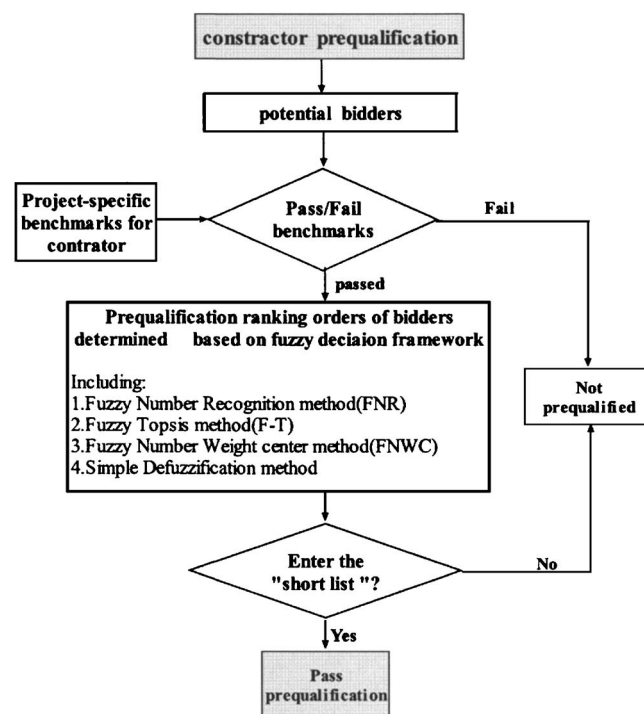 constractor prequalification
potential bidders
Project-specific
benchmarks for
contrator
Pass/Fail
benchmarks
Fail
passed
Prequalification ranking orders of bidders
determined based on fuzzy deciaion framework
Including:
1.Fuzzy Number Recognition method(FNR)
2.Fuzzy Topsis method(F-T)
3.Fuzzy Number Weight center method(FNWC)
4.Simple Defuzzification method
Not
prequalified
Enter the
"short list "?
No
Yes
Pass
prequalification